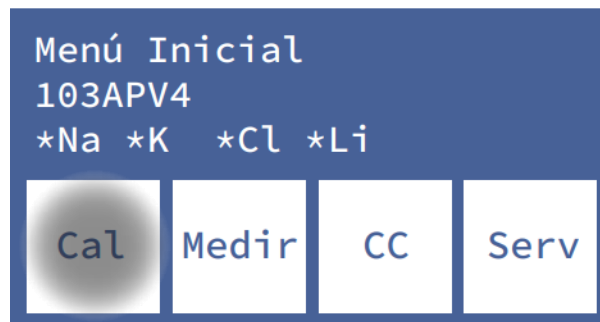 Menú Inicial
103APV4
*Na *K  *Cl *Li
Cal Medir CC Serv